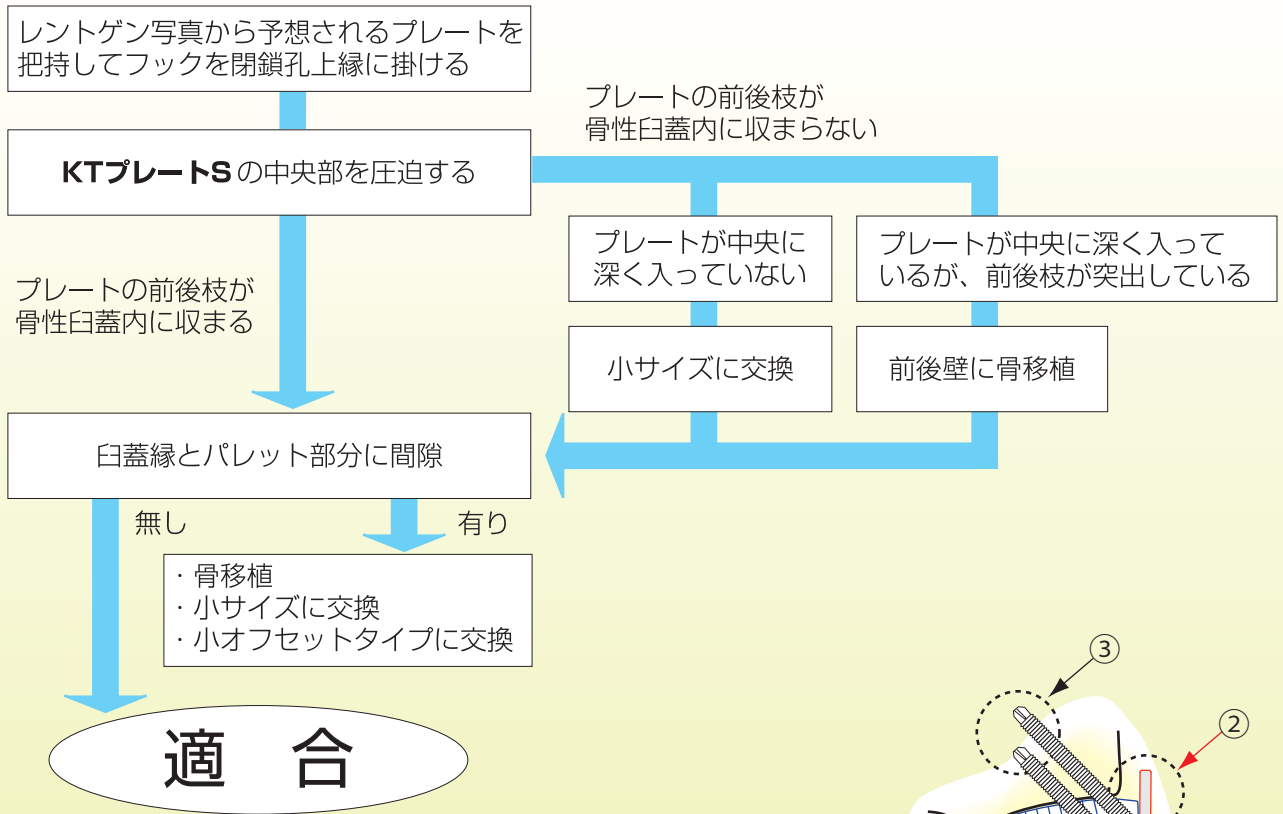 レントゲン写真から予想されるプレートを
把持してフックを閉鎖孔上縁に掛ける
プレートの前後枝が
骨性臼蓋内に収まらない
KTプレートSの中央部を圧迫する
プレートが中央に
深く入っていない
プレートが中央に深く入って
いるが、前後枝が突出している
プレートの前後枝が
骨性臼蓋内に収まる
小サイズに交換
前後壁に骨移植
臼蓋縁とパレット部分に間隙
無し
有り
・骨移植
・小サイズに交換
・小オフセットタイプに交換
適 合
③
②